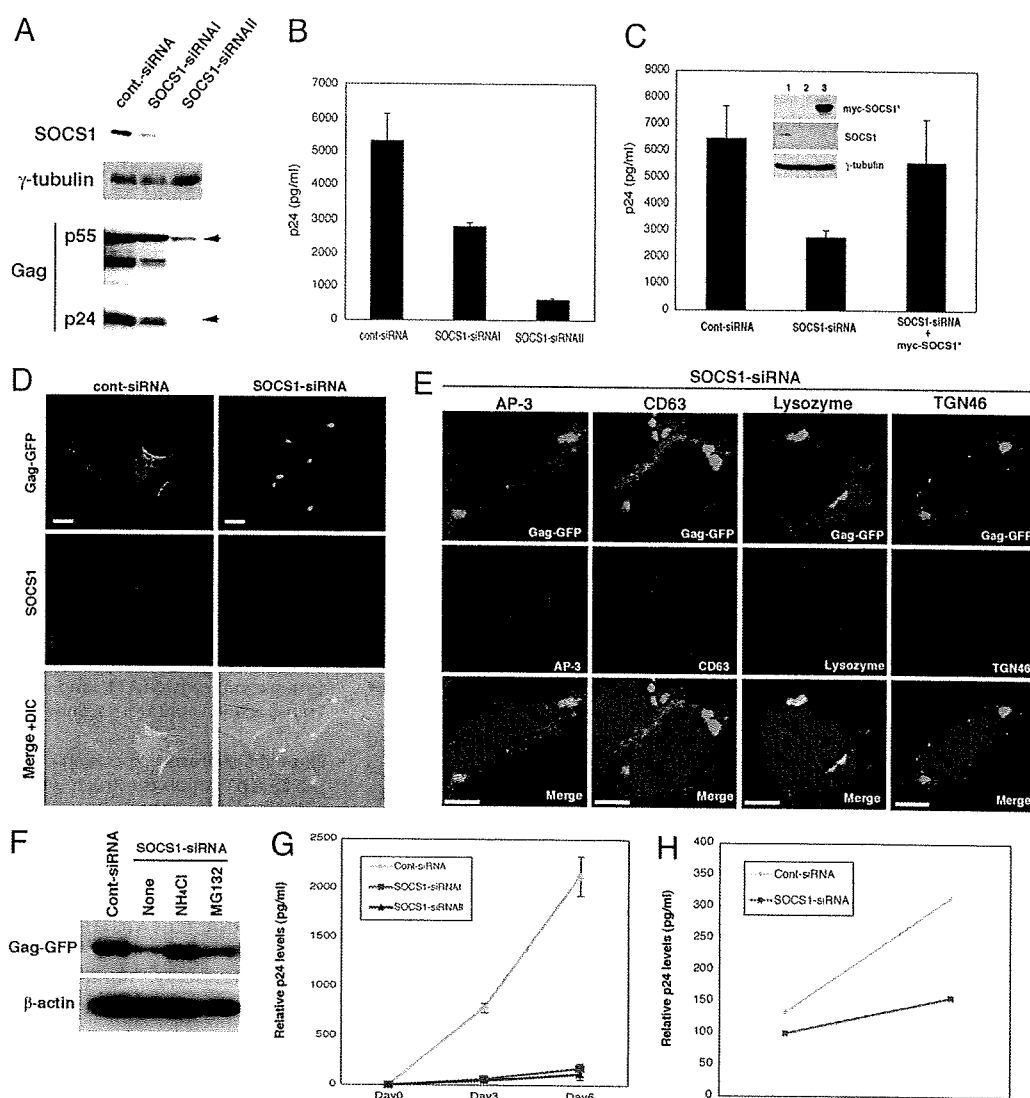 A
cont.-siRNA
SOCS1-siRNAI
SOCS1-siRNAII
SOCS1
γ-tubulin
p55
Gag
p24
B
7000
6000
5000
4000
3000
2000
1000
0
p24 (pg/ml)
cont-siRNA
SOCS1-siRNAI
SOCS1-siRNAII
C
9000
8000
7000
6000
5000
4000
3000
2000
1000
0
p24 (pg/ml)
1 2 3
myc-SOCS1*
SOCS1
γ-tubulin
Cont-siRNA
SOCS1-siRNA
SOCS1-siRNA
+
myc-SOCS1*
D
cont-siRNA
SOCS1-siRNA
Gag-GFP
SOCS1
Merge +DIC
E
SOCS1-siRNA
AP-3
CD63
Lysozyme
TGN46
Gag-GFP
Gag-GFP
Gag-GFP
Gag-GFP
AP-3
CD63
Lysozyme
TGN46
Merge
Merge
Merge
Merge
F
Cont-siRNA
SOCS1-siRNA
None
NH4Cl
MG132
Gag-GFP
β-actin
G
2500
2000
1500
1000
500
0
Relative p24 levels (pg/ml)
Cont-siRNA
SOCS1-siRNAI
SOCS1-siRNAII
Day0
Day3
Day6
H
400
350
300
250
200
150
100
50
0
Relative p24 levels (pg/ml)
Cont-siRNA
SOCS1-siRNA